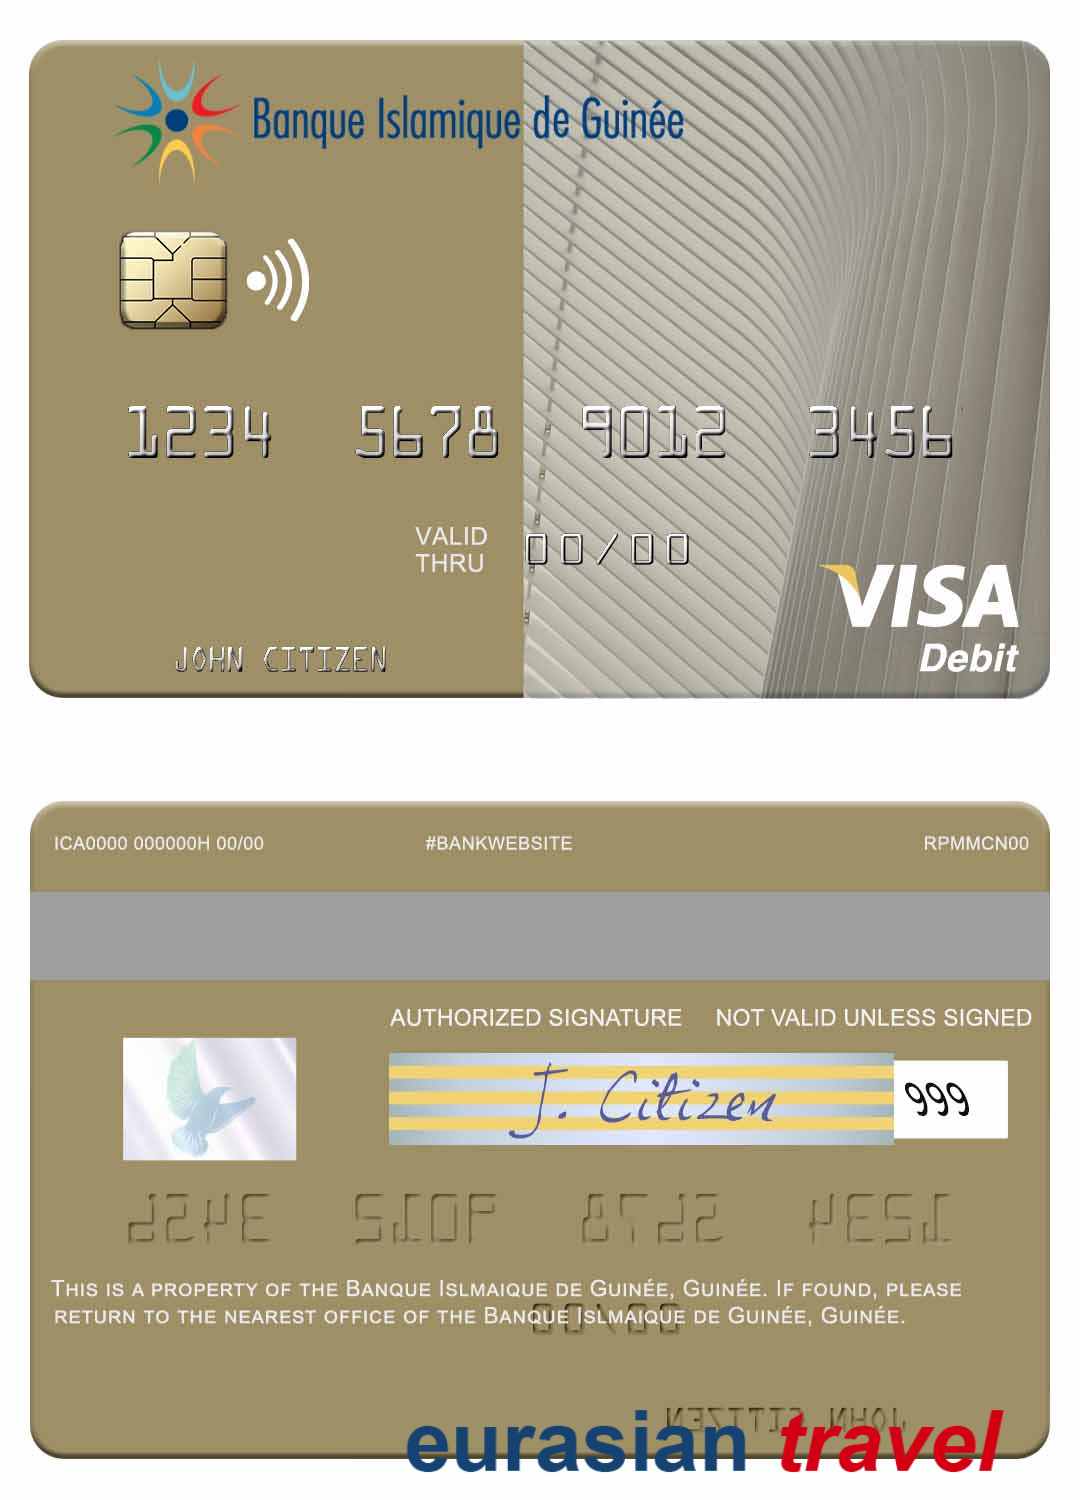 Banque Islamique de Guinée
1234 5678 9012 3456
VALID
THRU
00/00
JOHN CITIZEN
VISA
Debit
ICA0000 000000H 00/00 #BANKWEBSITE RPMMCN00
AUTHORIZED SIGNATURE NOT VALID UNLESS SIGNED
J. Citizen 999
THIS IS A PROPERTY OF THE BANQUE ISLMAIQUE DE GUINÉE, GUINÉE. IF FOUND, PLEASE
RETURN TO THE NEAREST OFFICE OF THE BANQUE ISLMAIQUE DE GUINÉE, GUINÉE.
eurasian travel